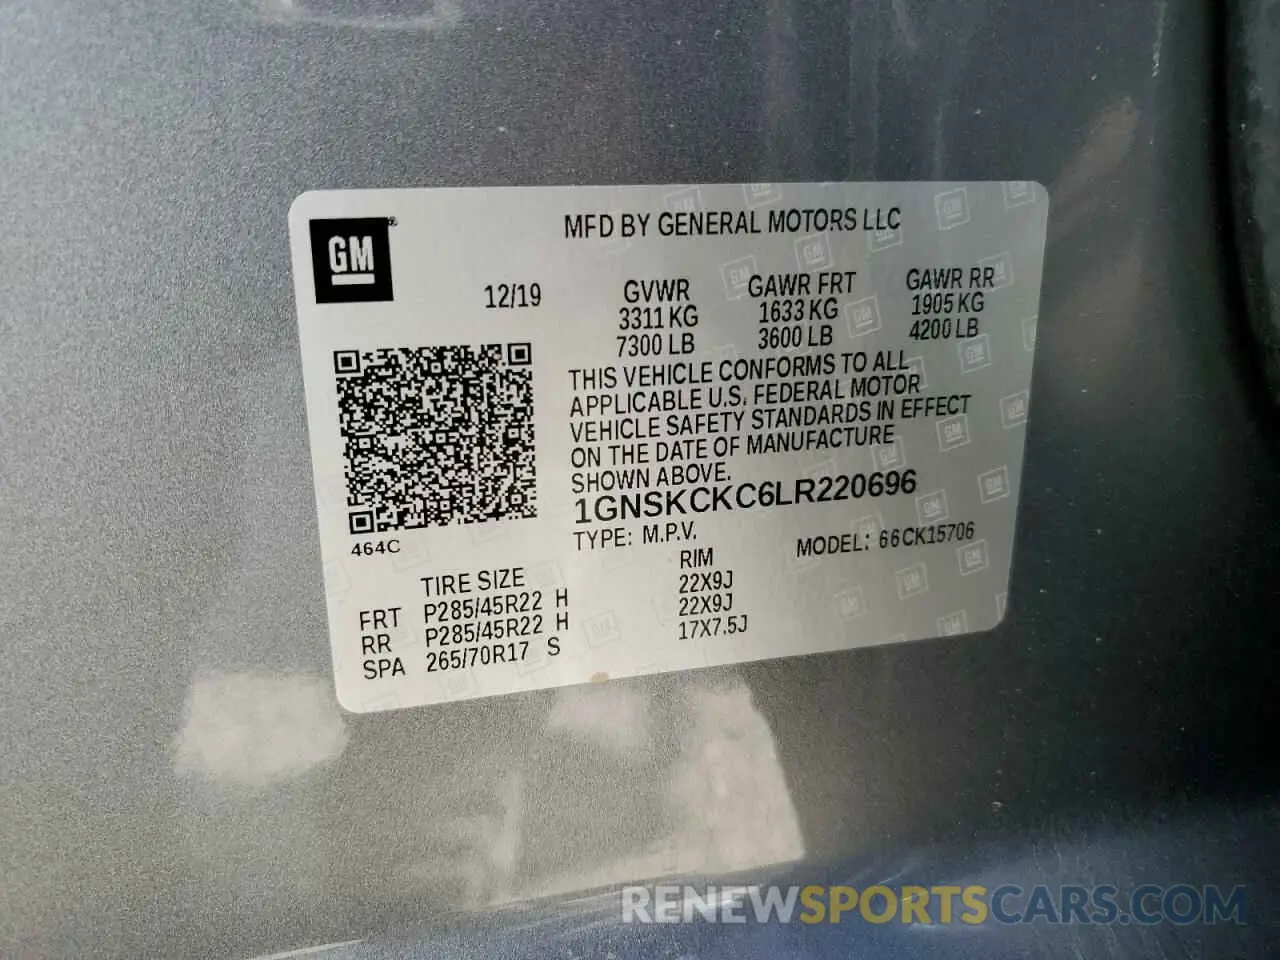 GM®
MFD BY GENERAL MOTORS LLC
12/19
GVWR GAWR FRT GAWR RR
3311 KG 1633 KG 1905 KG
7300 LB 3600 LB 4200 LB
THIS VEHICLE CONFORMS TO ALL
APPLICABLE U.S. FEDERAL MOTOR
VEHICLE SAFETY STANDARDS IN EFFECT
ON THE DATE OF MANUFACTURE
SHOWN ABOVE.
1GNSKCKC6LR220696
TYPE: M.P.V. MODEL: 66CK15706
464C
TIRE SIZE RIM
FRT P285/45R22 H 22X9J
RR P285/45R22 H 22X9J
SPA 265/70R17 S 17X7.5J
RENEWSPORTSCARS.COM